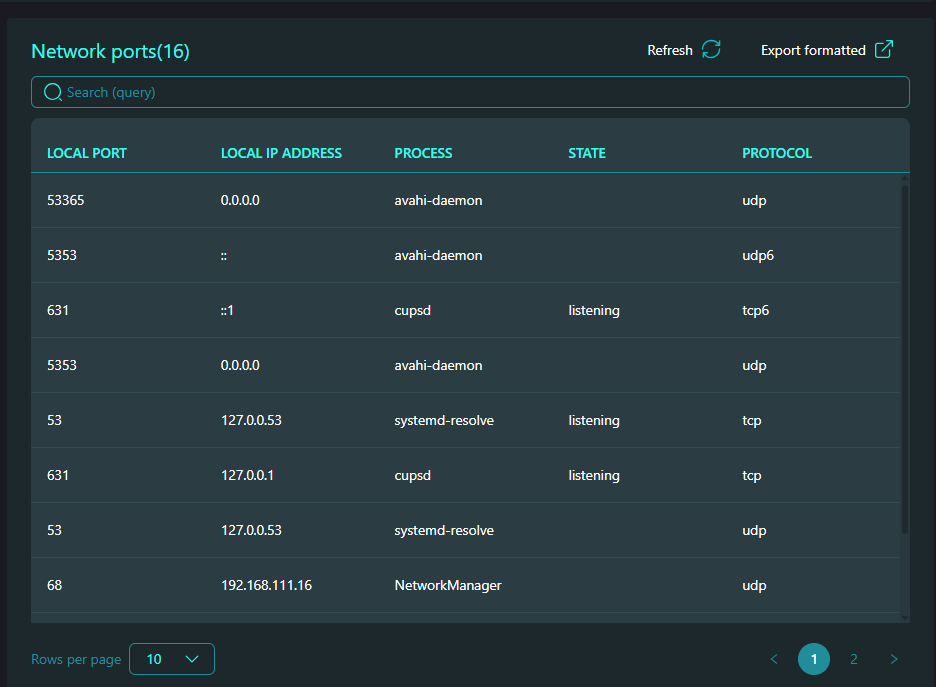 Network ports(16) Refresh Export formatted
Search (query)
LOCAL PORT LOCAL IP ADDRESS PROCESS STATE PROTOCOL
53365 0.0.0.0 avahi-daemon udp
5353 :: avahi-daemon udp6
631 ::1 cupsd listening tcp6
5353 0.0.0.0 avahi-daemon udp
53 127.0.0.53 systemd-resolve listening tcp
631 127.0.0.1 cupsd listening tcp
53 127.0.0.53 systemd-resolve udp
68 192.168.111.16 NetworkManager udp
Rows per page 10 < 1 2 >